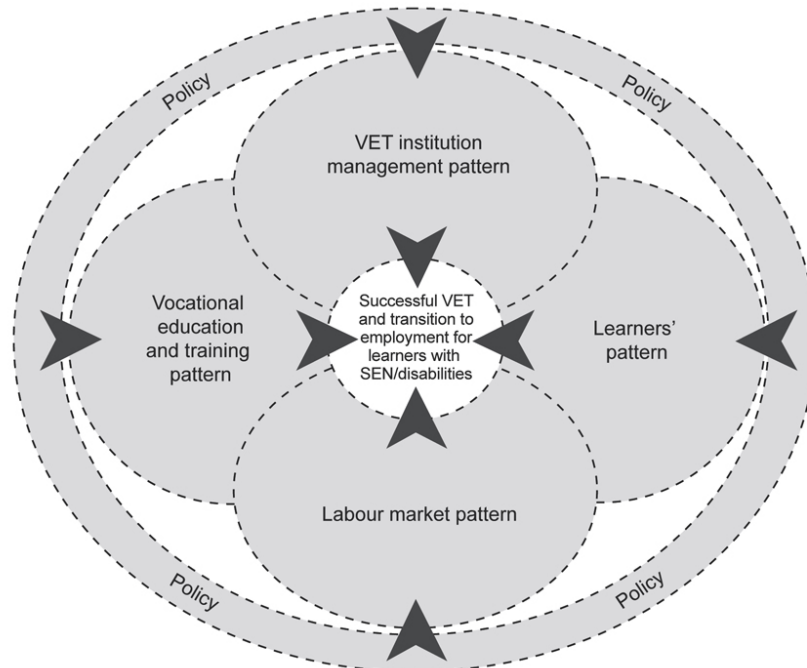 Policy
Policy
VET institution
management pattern
Vocational
education
and training
pattern
Successful VET
and transition to
employment for
learners with
SEN/disabilities
Learners’
pattern
Labour market pattern
Policy
Policy